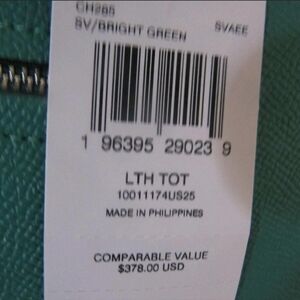 CH285
SV/BRIGHT GREEN SVAEE
1 96395 29023 9
LTH TOT
10011174US25
MADE IN PHILIPPINES
COMPARABLE VALUE
$378.00 USD